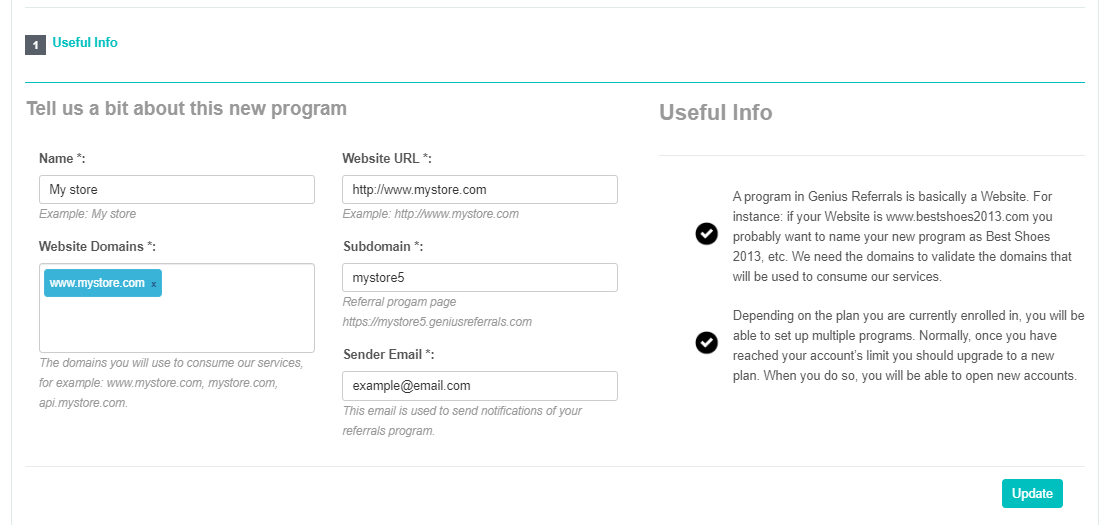 1 Useful Info
Tell us a bit about this new program
Name *:
My store
Example: My store
Website URL *:
http://www.mystore.com
Example: http://www.mystore.com
Website Domains *:
www.mystore.com x
The domains you will use to consume our services,
for example: www.mystore.com, mystore.com,
api.mystore.com.
Subdomain *:
mystore5
Referral progam page
https://mystore5.geniusreferrals.com
Sender Email *:
example@email.com
This email is used to send notifications of your
referrals program.
Useful Info
A program in Genius Referrals is basically a Website. For
instance: if your Website is www.bestshoes2013.com you
probably want to name your new program as Best Shoes
2013, etc. We need the domains to validate the domains that
will be used to consume our services.
Depending on the plan you are currently enrolled in, you will be
able to set up multiple programs. Normally, once you have
reached your account’s limit you should upgrade to a new
plan. When you do so, you will be able to open new accounts.
Update